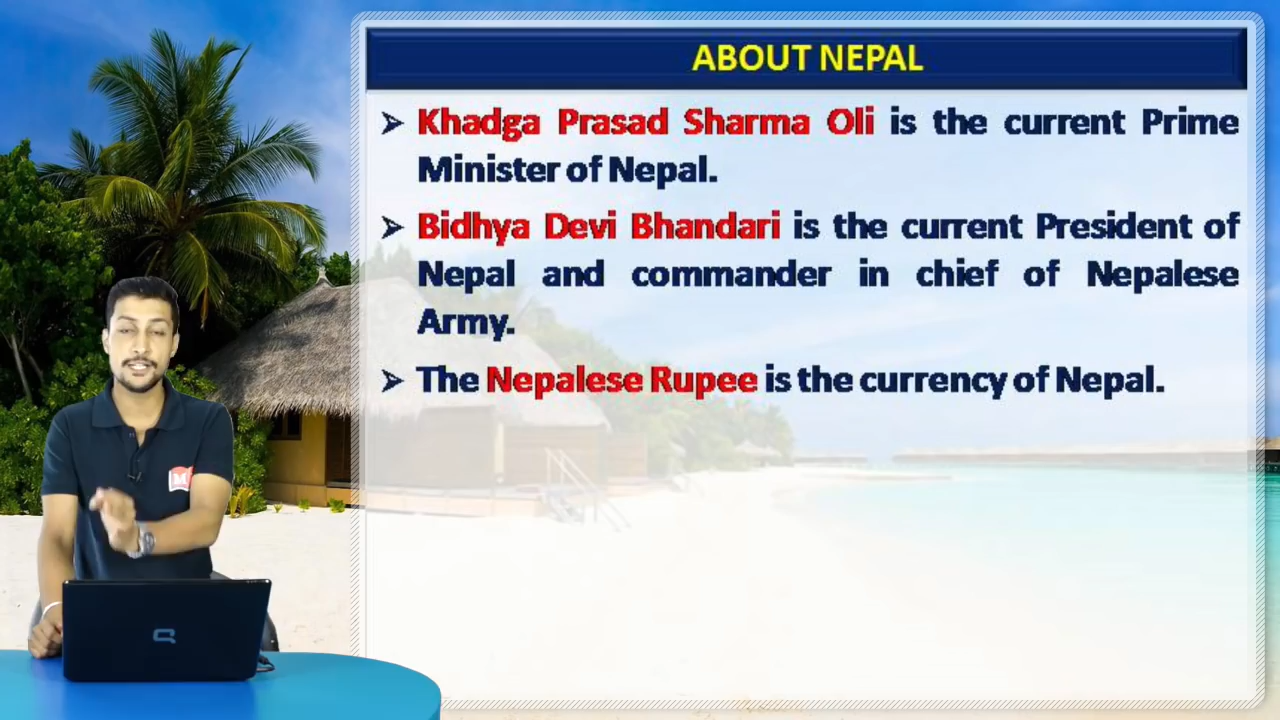 ABOUT NEPAL
➢ Khadga Prasad Sharma Oli is the current Prime
Minister of Nepal.
➢ Bidhya Devi Bhandari is the current President of
Nepal and commander in chief of Nepalese
Army.
➢ The Nepalese Rupee is the currency of Nepal.